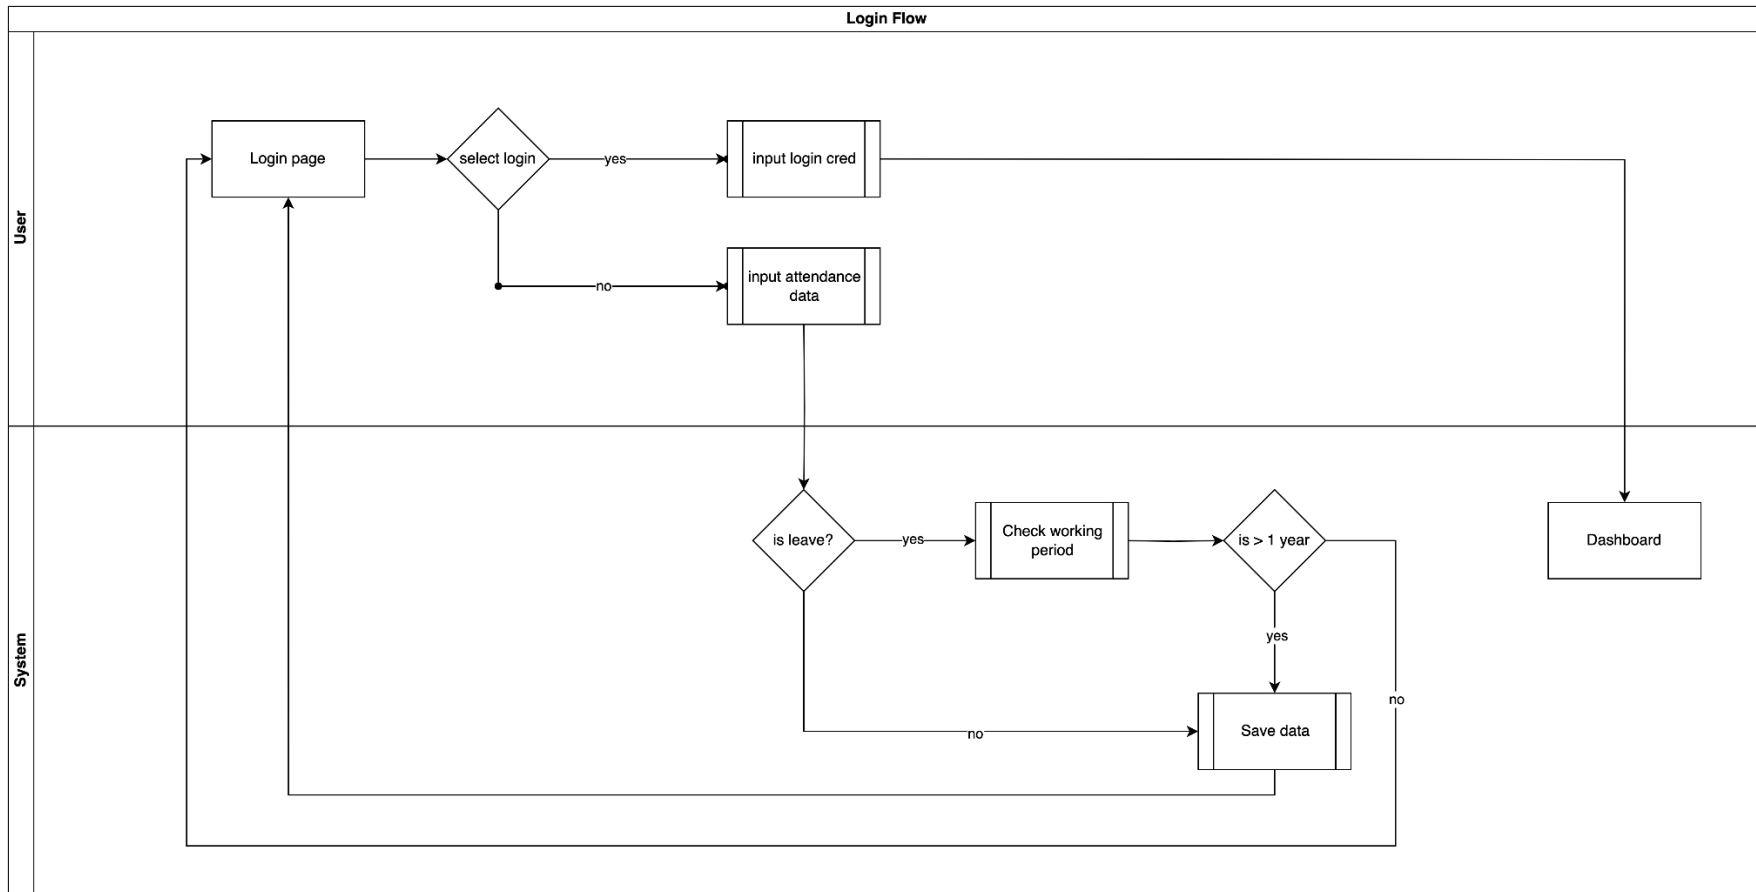 Login Flow
User
Login page
select login
yes
input login cred
no
input attendance
data
System
is leave?
yes
Check working
period
is > 1 year
Dashboard
yes
no
no
Save data